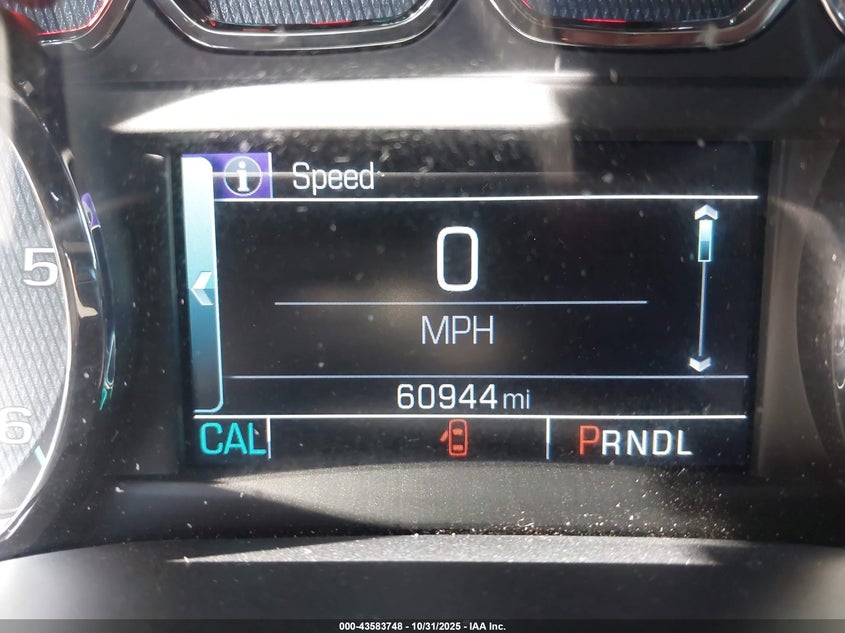 i Speed
0
5
MPH
60944 mi
6
CAL PRNDL
000-43583748 - 10/31/2025 - IAA Inc.